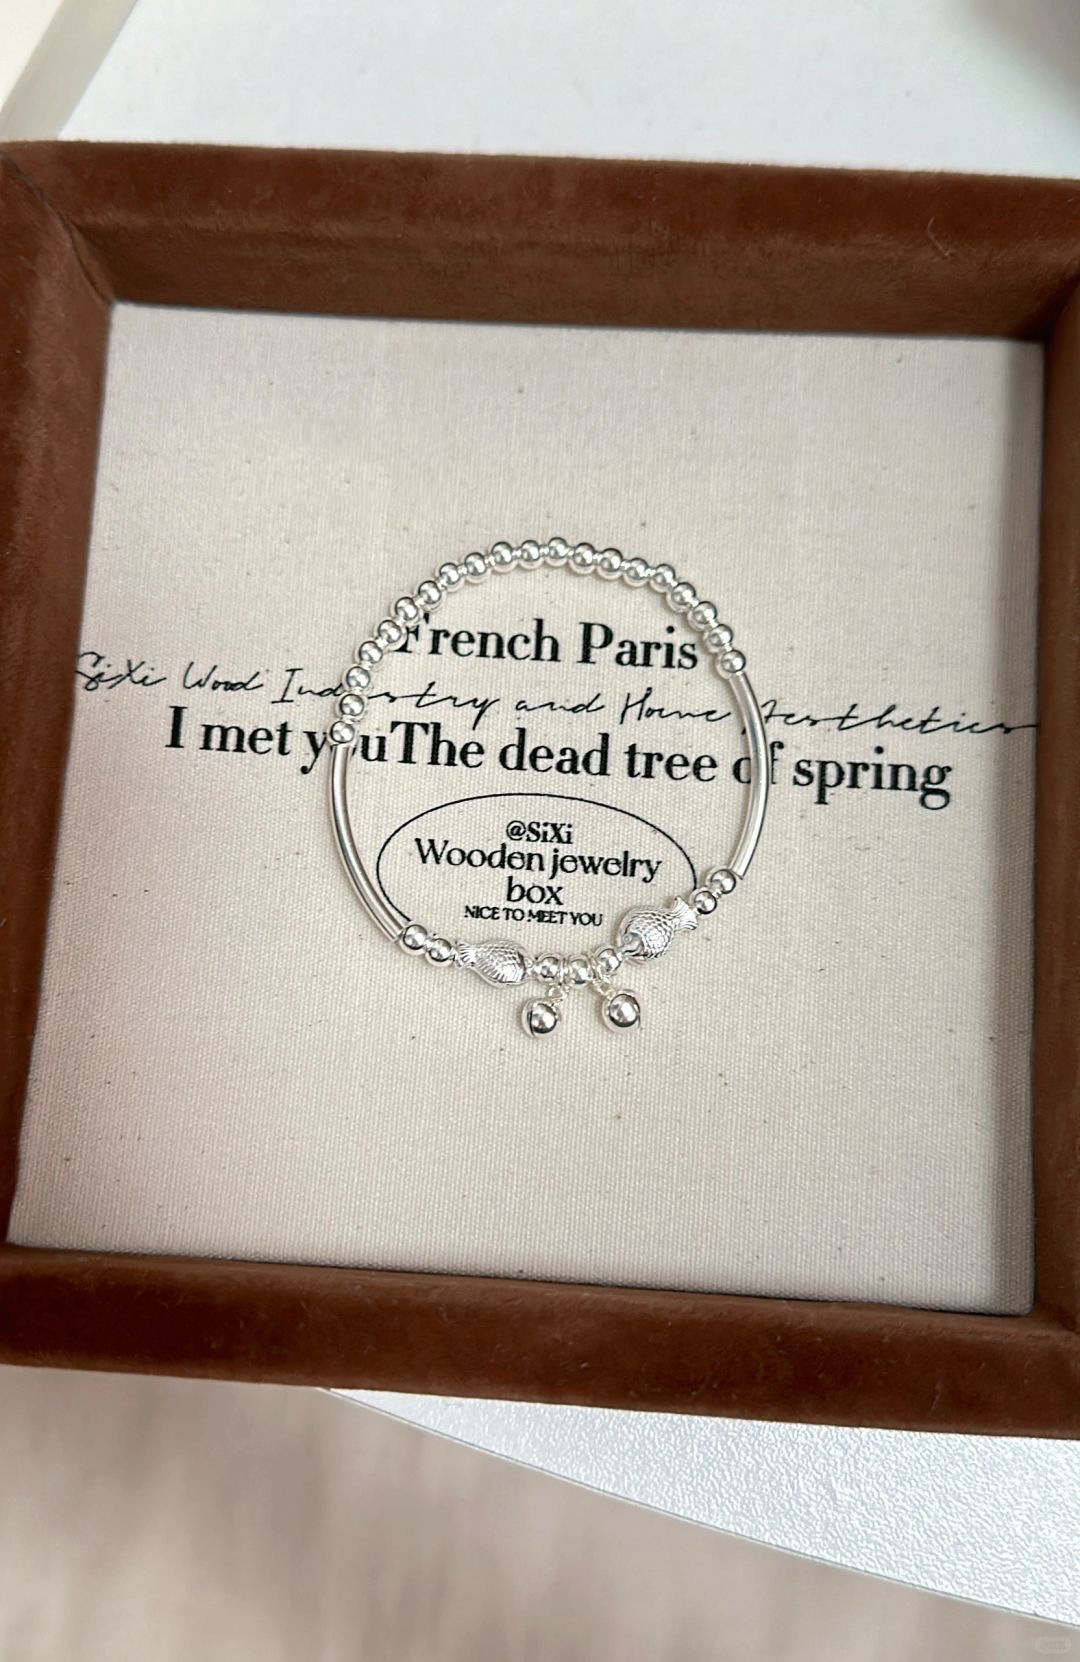 French Paris
SiXi Wood Industry and Home Aesthetics
I met youThe dead tree of spring
@SiXi
Wooden jewelry
box
NICE TO MEET YOU